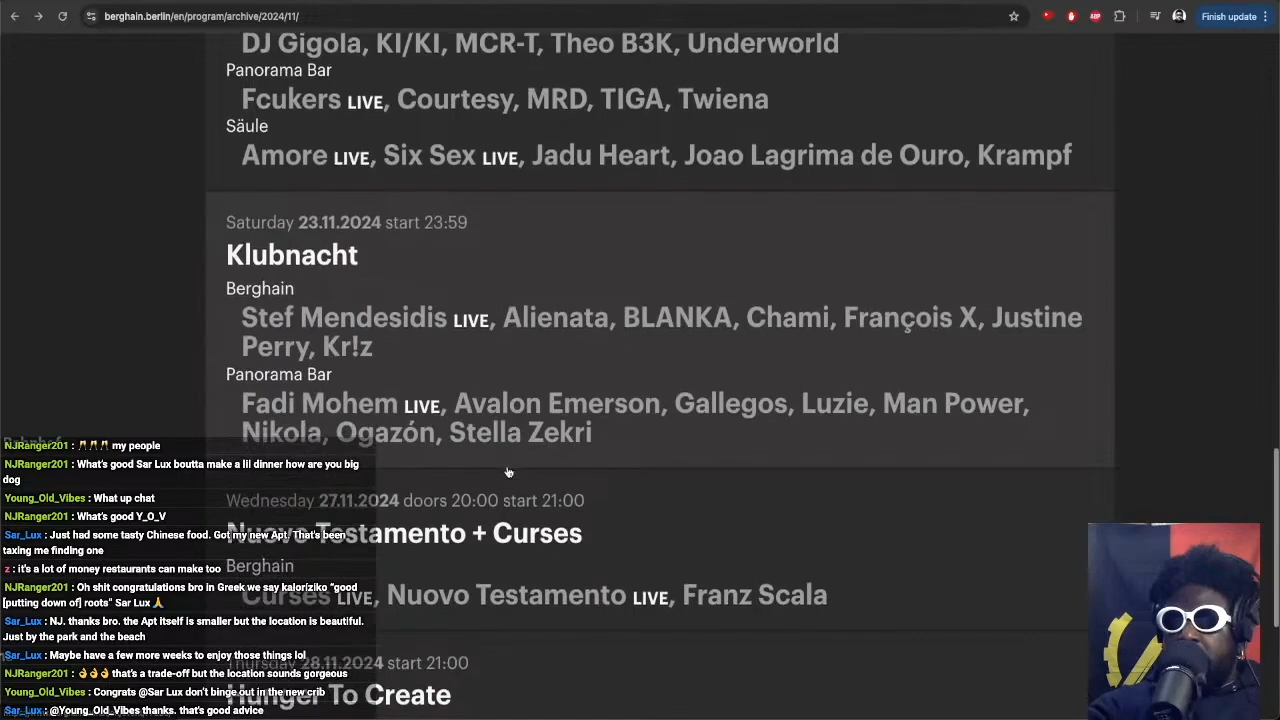 berghain.berlin/en/program/archive/2024/11/
Finish update
DJ Gigola, KI/KI, MCR-T, Theo B3K, Underworld
Panorama Bar
Fcukers LIVE, Courtesy, MRD, TIGA, Twiena
Säule
Amore LIVE, Six Sex LIVE, Jadu Heart, Joao Lagrima de Ouro, Krampf
Saturday 23.11.2024 start 23:59
Klubnacht
Berghain
Stef Mendesidis LIVE, Alienata, BLANKA, Chami, François X, Justine
Perry, Kr!z
Panorama Bar
Fadi Mohem LIVE, Avalon Emerson, Gallegos, Luzie, Man Power,
Nikola, Ogazón, Stella Zekri
Wednesday 27.11.2024 doors 20:00 start 21:00
Nuovo Testamento + Curses
Berghain
Curses LIVE, Nuovo Testamento LIVE, Franz Scala
Thursday 28.11.2024 start 21:00
Hunger To Create
NJRanger201 : 🥂🥂🥂 my people
NJRanger201 : What's good Sar Lux boutta make a lil dinner how are you big
dog
Young_Old_Vibes : What up chat
NJRanger201 : What's good Y_O_V
Sar_Lux : Just had some tasty Chinese food. Got my new Apt. That's been
taxing me finding one
z : it's a lot of money restaurants can make too
NJRanger201 : Oh shit congratulations bro in Greek we say kaloríziko "good
[putting down of] roots" Sar Lux 🙏
Sar_Lux : NJ. thanks bro. the Apt itself is smaller but the location is beautiful.
Just by the park and the beach
Sar_Lux : Maybe have a few more weeks to enjoy those things lol
NJRanger201 : 👌👌👌 that's a trade-off but the location sounds gorgeous
Young_Old_Vibes : Congrats @Sar Lux don't binge out in the new crib
Sar_Lux : @Young_Old_Vibes thanks. that's good advice